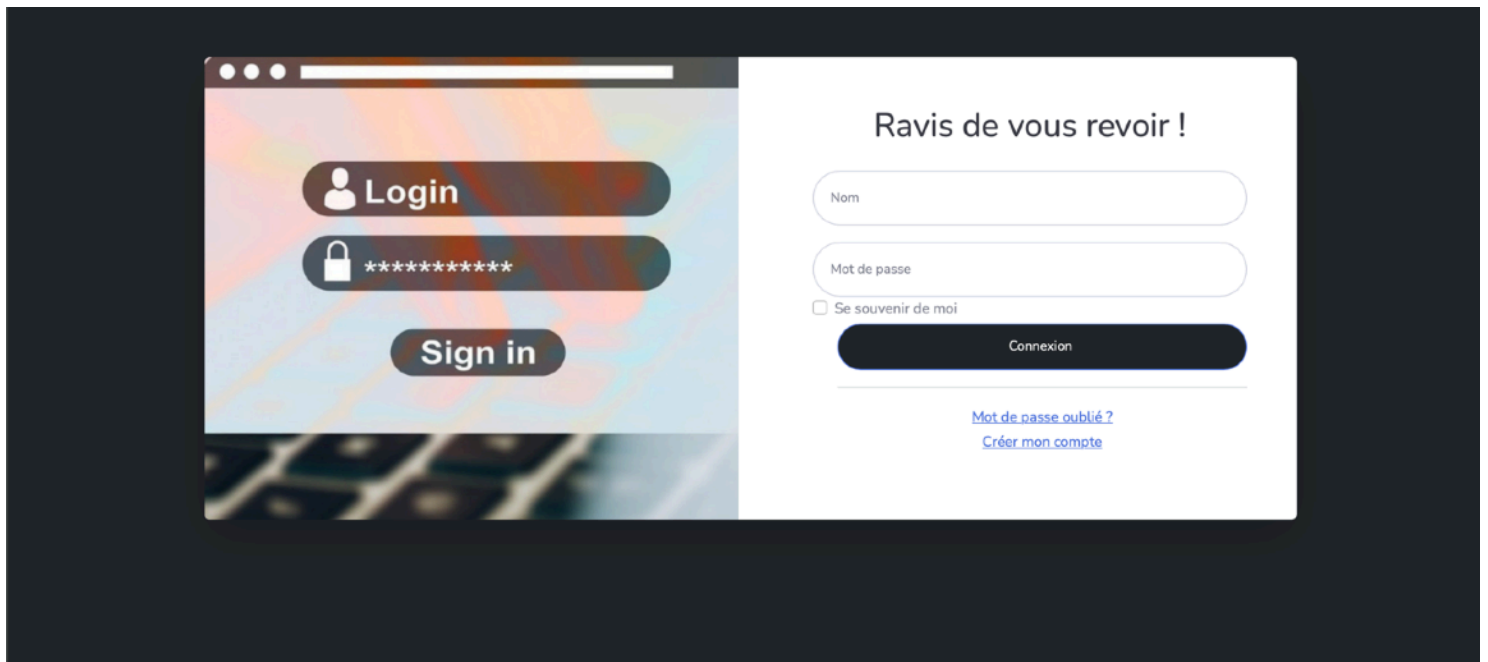 Login
***********
Sign in
Ravis de vous revoir !
Nom
Mot de passe
Se souvenir de moi
Connexion
Mot de passe oublié ?
Créer mon compte